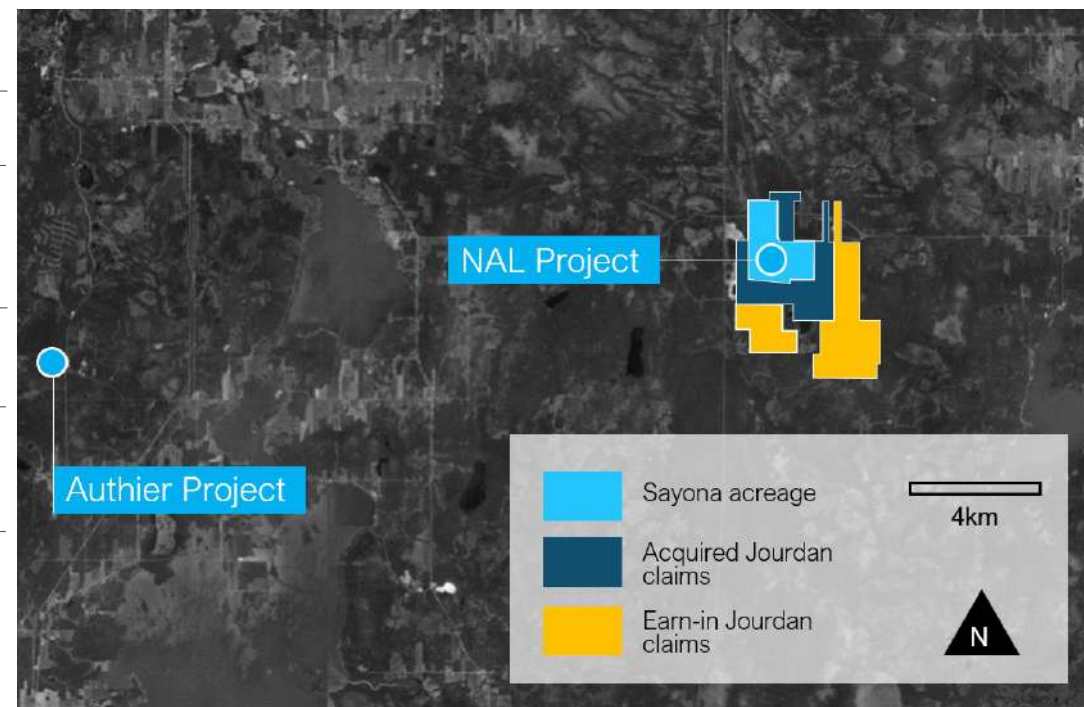 NAL Project
Authier Project
Sayona acreage
Acquired Jourdan
claims
Earn-in Jourdan
claims
4km
N